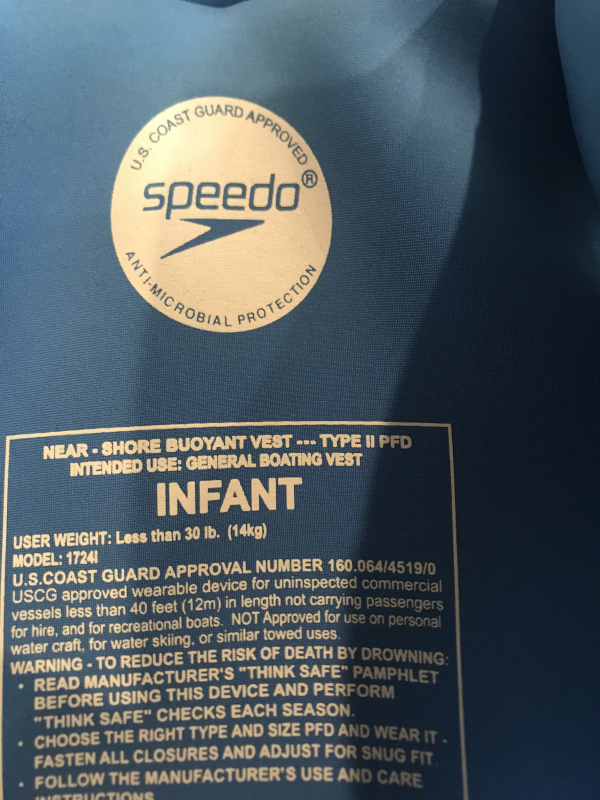 U.S. COAST GUARD APPROVED
speedo®
ANTI-MICROBIAL PROTECTION
NEAR - SHORE BUOYANT VEST --- TYPE II PFD
INTENDED USE: GENERAL BOATING VEST
INFANT
USER WEIGHT: Less than 30 lb. (14kg)
MODEL: 1724I
U.S.COAST GUARD APPROVAL NUMBER 160.064/4519/0
USCG approved wearable device for uninspected commercial
vessels less than 40 feet (12m) in length not carrying passengers
for hire, and for recreational boats. NOT Approved for use on personal
water craft, for water skiing, or similar towed uses.
WARNING - TO REDUCE THE RISK OF DEATH BY DROWNING:
• READ MANUFACTURER'S "THINK SAFE" PAMPHLET
BEFORE USING THIS DEVICE AND PERFORM
"THINK SAFE" CHECKS EACH SEASON.
• CHOOSE THE RIGHT TYPE AND SIZE PFD AND WEAR IT -
FASTEN ALL CLOSURES AND ADJUST FOR SNUG FIT.
• FOLLOW THE MANUFACTURER'S USE AND CARE
INSTRUCTIONS